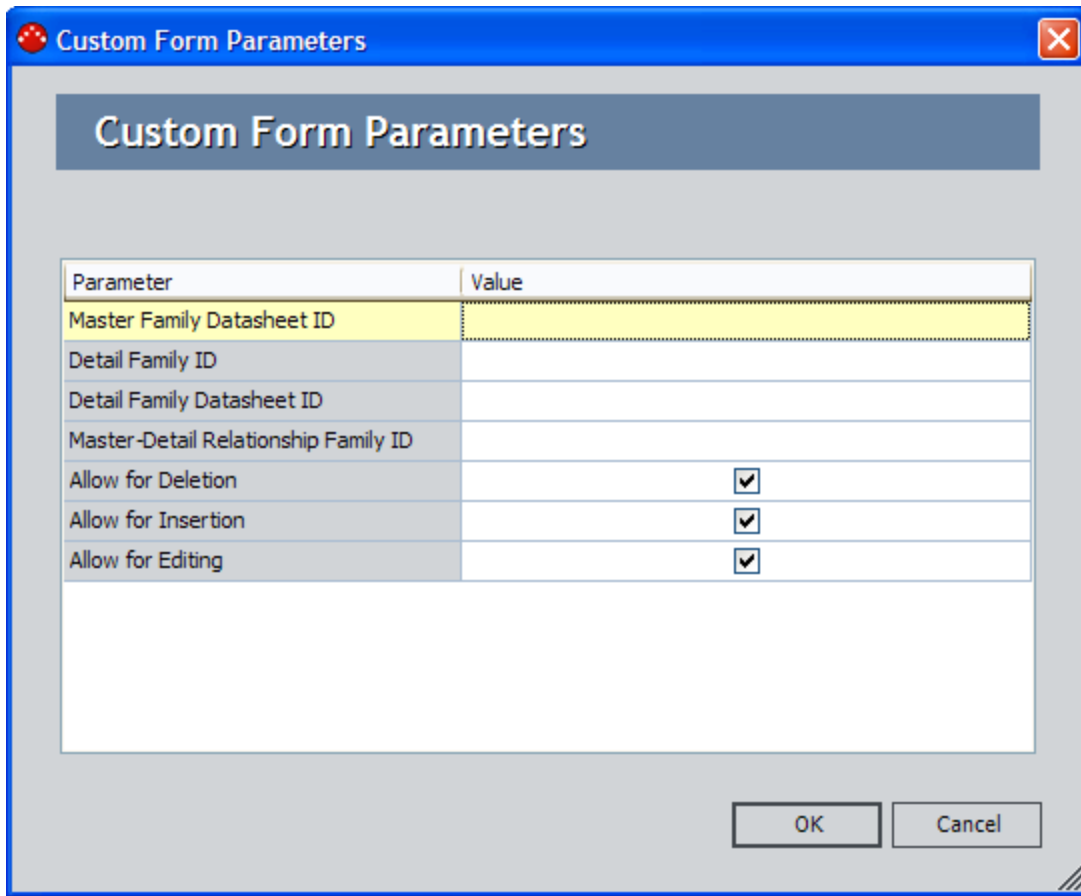 Custom Form Parameters
Custom Form Parameters
Parameter Value
Master Family Datasheet ID
Detail Family ID
Detail Family Datasheet ID
Master-Detail Relationship Family ID
Allow for Deletion
Allow for Insertion
Allow for Editing
OK Cancel